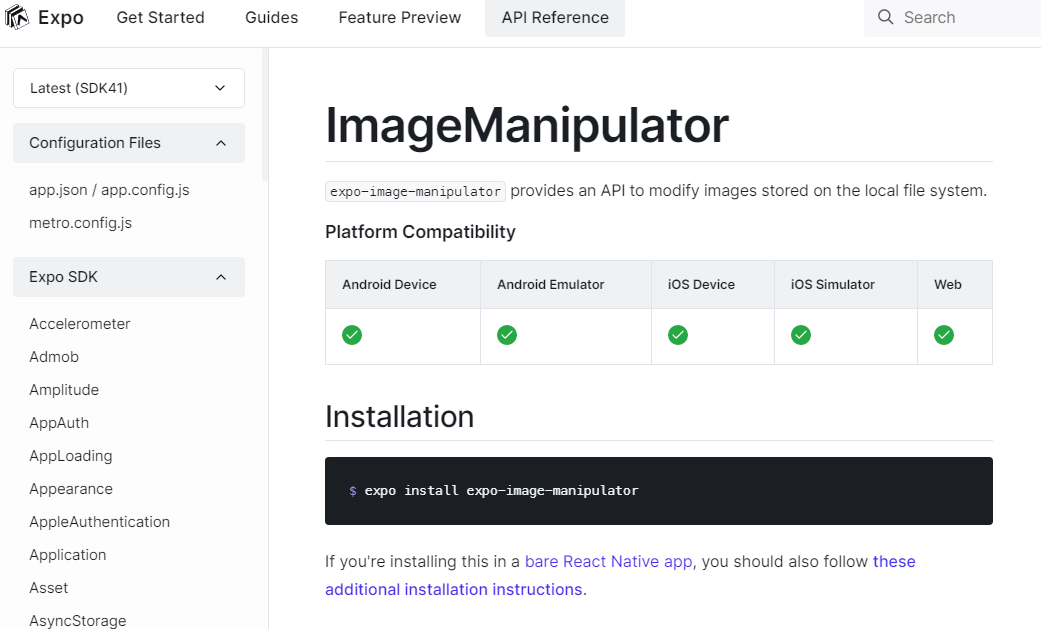 Expo Get Started Guides Feature Preview API Reference Search
Latest (SDK41)
Configuration Files
app.json / app.config.js
metro.config.js
Expo SDK
Accelerometer
Admob
Amplitude
AppAuth
AppLoading
Appearance
AppleAuthentication
Application
Asset
AsyncStorage
ImageManipulator
expo-image-manipulator provides an API to modify images stored on the local file system.
Platform Compatibility
Android Device Android Emulator iOS Device iOS Simulator Web
Installation
$ expo install expo-image-manipulator
If you're installing this in a bare React Native app, you should also follow these
additional installation instructions.